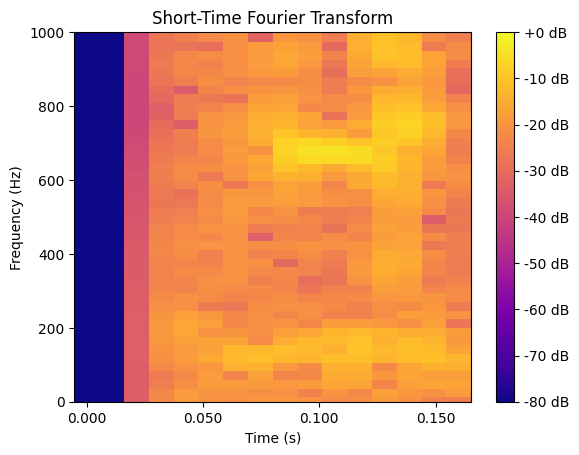 Short-Time Fourier Transform
1000
800
600
400
200
0
Frequency (Hz)
0.000
0.050
0.100
0.150
Time (s)
+0 dB
-10 dB
-20 dB
-30 dB
-40 dB
-50 dB
-60 dB
-70 dB
-80 dB